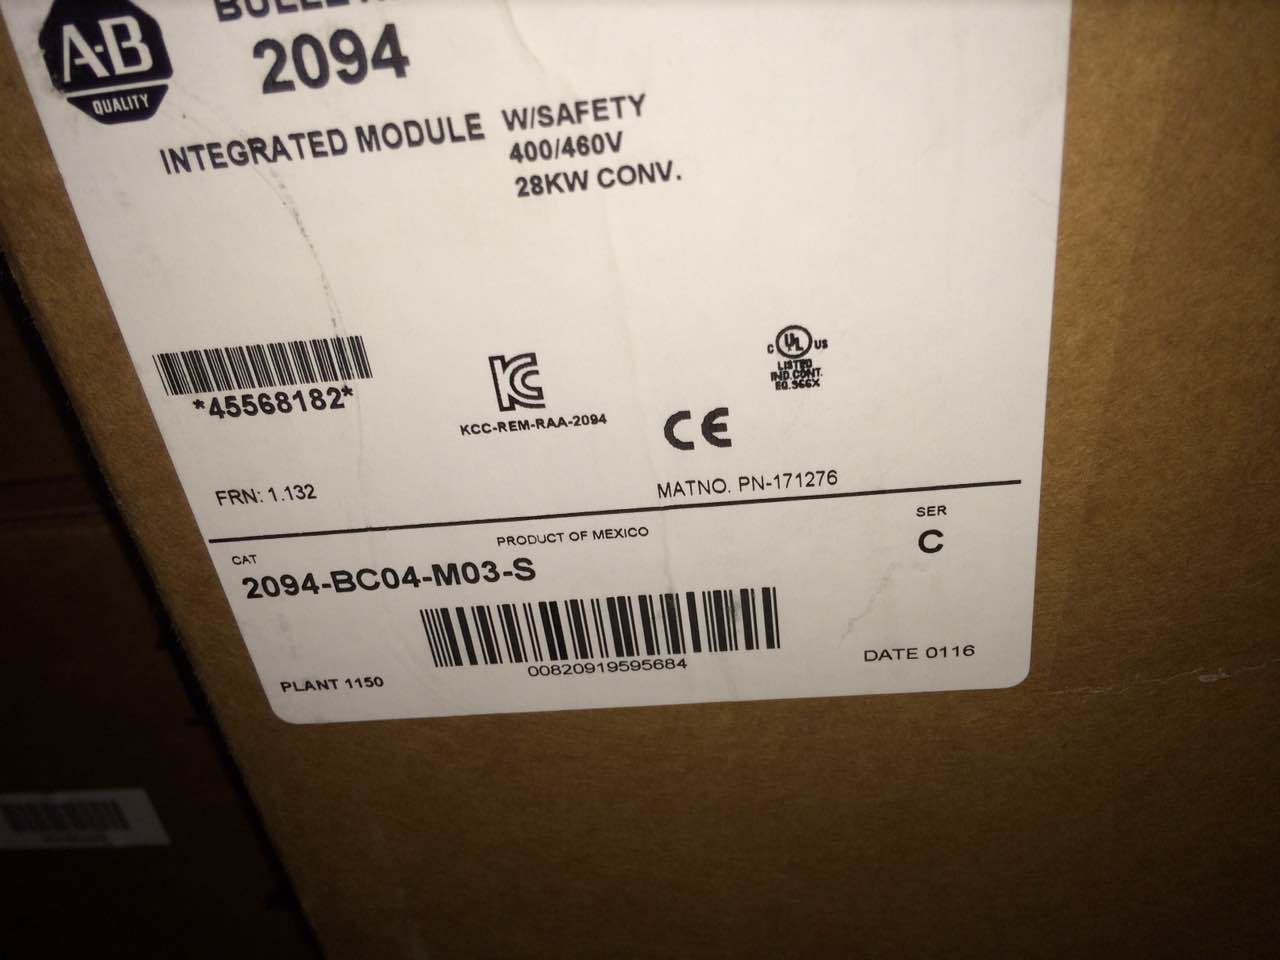 A-B
QUALITY
2094
INTEGRATED MODULE W/SAFETY
400/460V
28KW CONV.
*45568182*
KCC-REM-RAA-2094
C UL US
LISTED
IND.CONT.
EQ.966X
CE
FRN: 1.132
MATNO. PN-171276
PRODUCT OF MEXICO
SER
C
CAT
2094-BC04-M03-S
00820919595684
PLANT 1150
DATE 0116